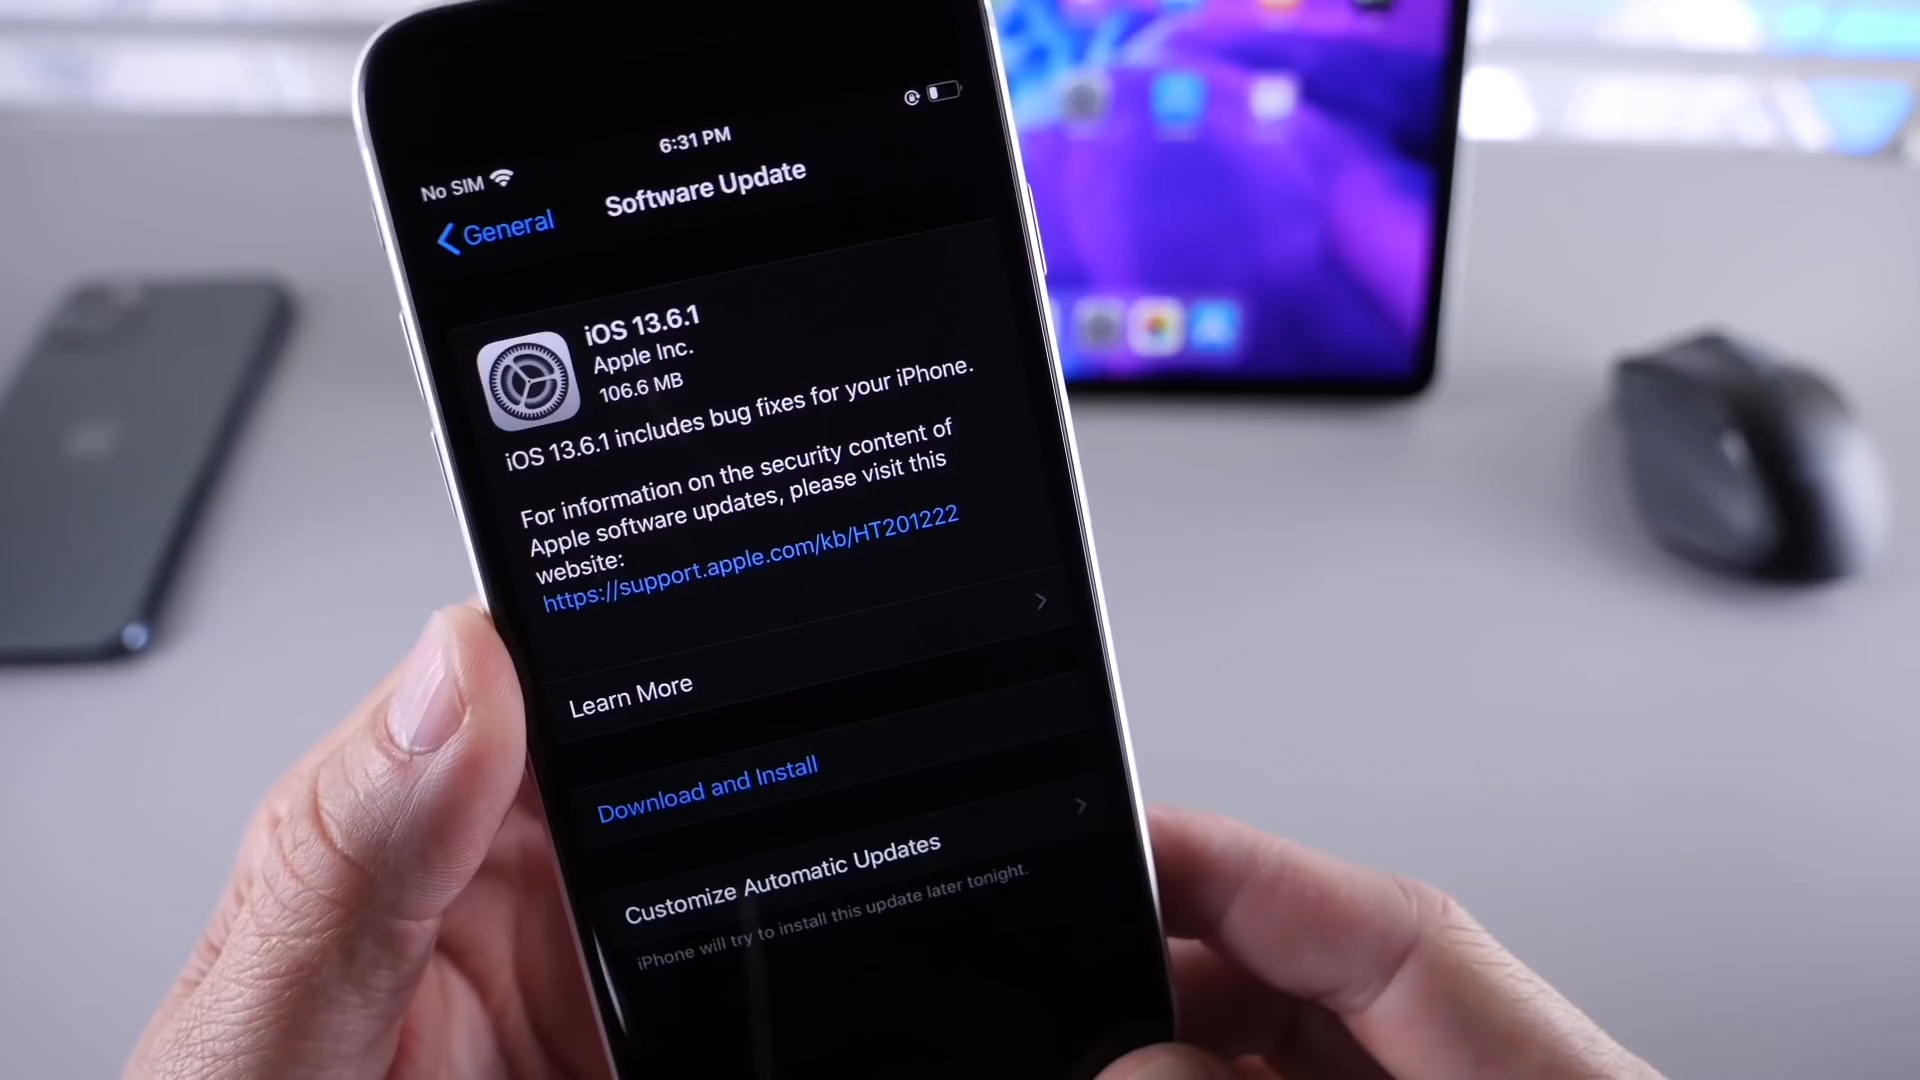 6:31 PM
No SIM
General
Software Update
iOS 13.6.1
Apple Inc.
106.6 MB
iOS 13.6.1 includes bug fixes for your iPhone.
For information on the security content of
Apple software updates, please visit this
website:
https://support.apple.com/kb/HT201222
Learn More
Download and Install
Customize Automatic Updates
iPhone will try to install this update later tonight.